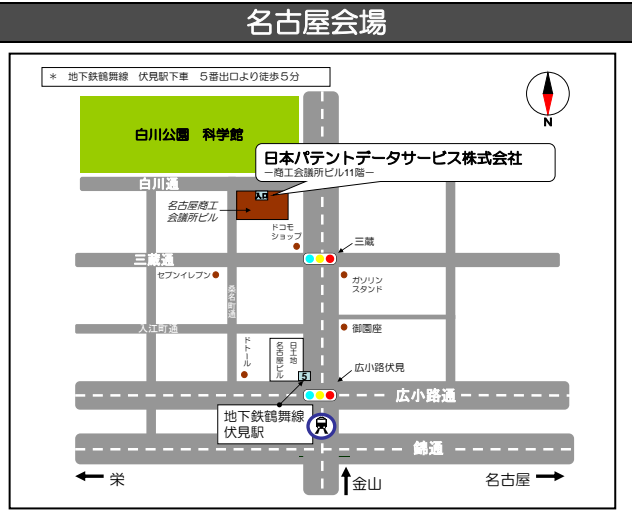 名古屋会場
＊　地下鉄鶴舞線　伏見駅下車　５番出口より徒歩５分
白川公園　科学館
N
日本パテントデータサービス株式会社
－商工会議所ビル11階－
白川通
入口
名古屋商工
会議所ビル
ドコモ
ショップ
三蔵
三蔵通
セブンイレブン
ガソリン
スタンド
桑名町通
入江町通
御園座
ドトール
日土地
名古屋ビル
広小路伏見
5
広小路通
地下鉄鶴舞線
伏見駅
錦通
栄
金山
名古屋